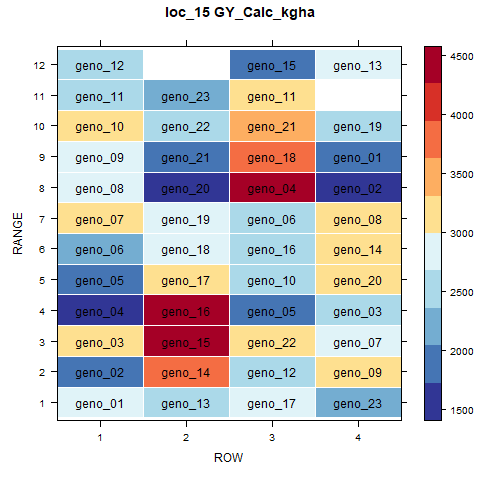 loc_15 GY_Calc_kgha
12 geno_12 geno_15 geno_13
11 geno_11 geno_23 geno_11
10 geno_10 geno_22 geno_21 geno_19
9 geno_09 geno_21 geno_18 geno_01
8 geno_08 geno_20 geno_04 geno_02
7 geno_07 geno_19 geno_06 geno_08
6 geno_06 geno_18 geno_16 geno_14
5 geno_05 geno_17 geno_10 geno_20
4 geno_04 geno_16 geno_05 geno_03
3 geno_03 geno_15 geno_22 geno_07
2 geno_02 geno_14 geno_12 geno_09
1 geno_01 geno_13 geno_17 geno_23
1 2 3 4
ROW
RANGE
4500
4000
3500
3000
2500
2000
1500